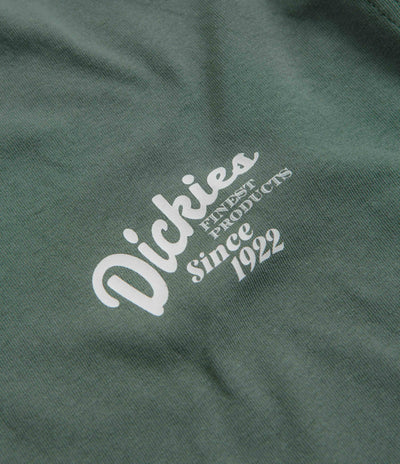 Dickies
FINEST
PRODUCTS
Since
1922